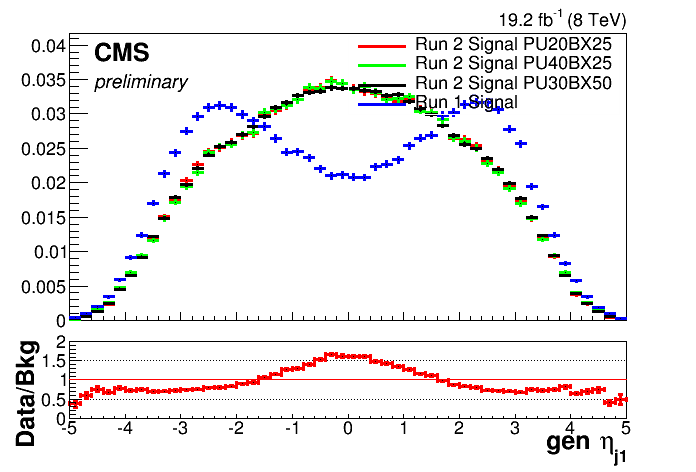 19.2 fb-1 (8 TeV)
CMS
preliminary
Run 2 Signal PU20BX25
Run 2 Signal PU40BX25
Run 2 Signal PU30BX50
Run 1 Signal
0.04
0.035
0.03
0.025
0.02
0.015
0.01
0.005
0
Data/Bkg
2
1.5
1
0.5
0
-5 -4 -3 -2 -1 0 1 2 3 4 5
gen ηj1